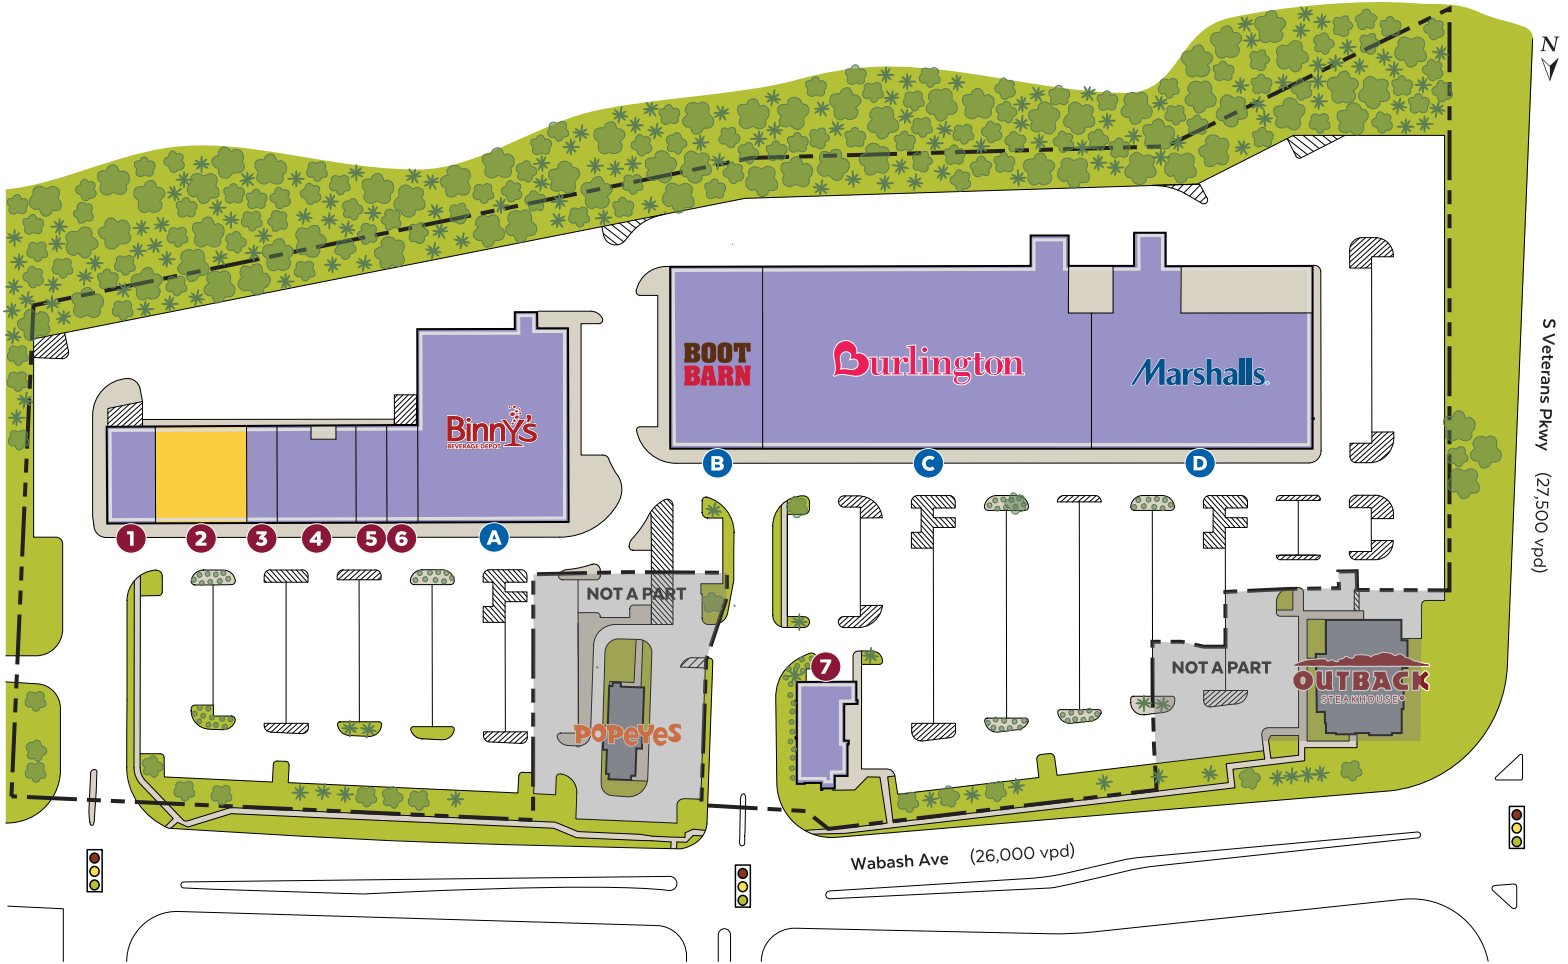 N
BOOT
BARN
Burlington
Marshalls.
S Veterans Pkwy (27,500 vpd)
BinnY's
BEVERAGE DEPOT
B
C
D
1
2
3
4
5
6
A
NOT A PART
7
NOT A PART
OUTBACK
STEAKHOUSE
POPEYES
Wabash Ave (26,000 vpd)